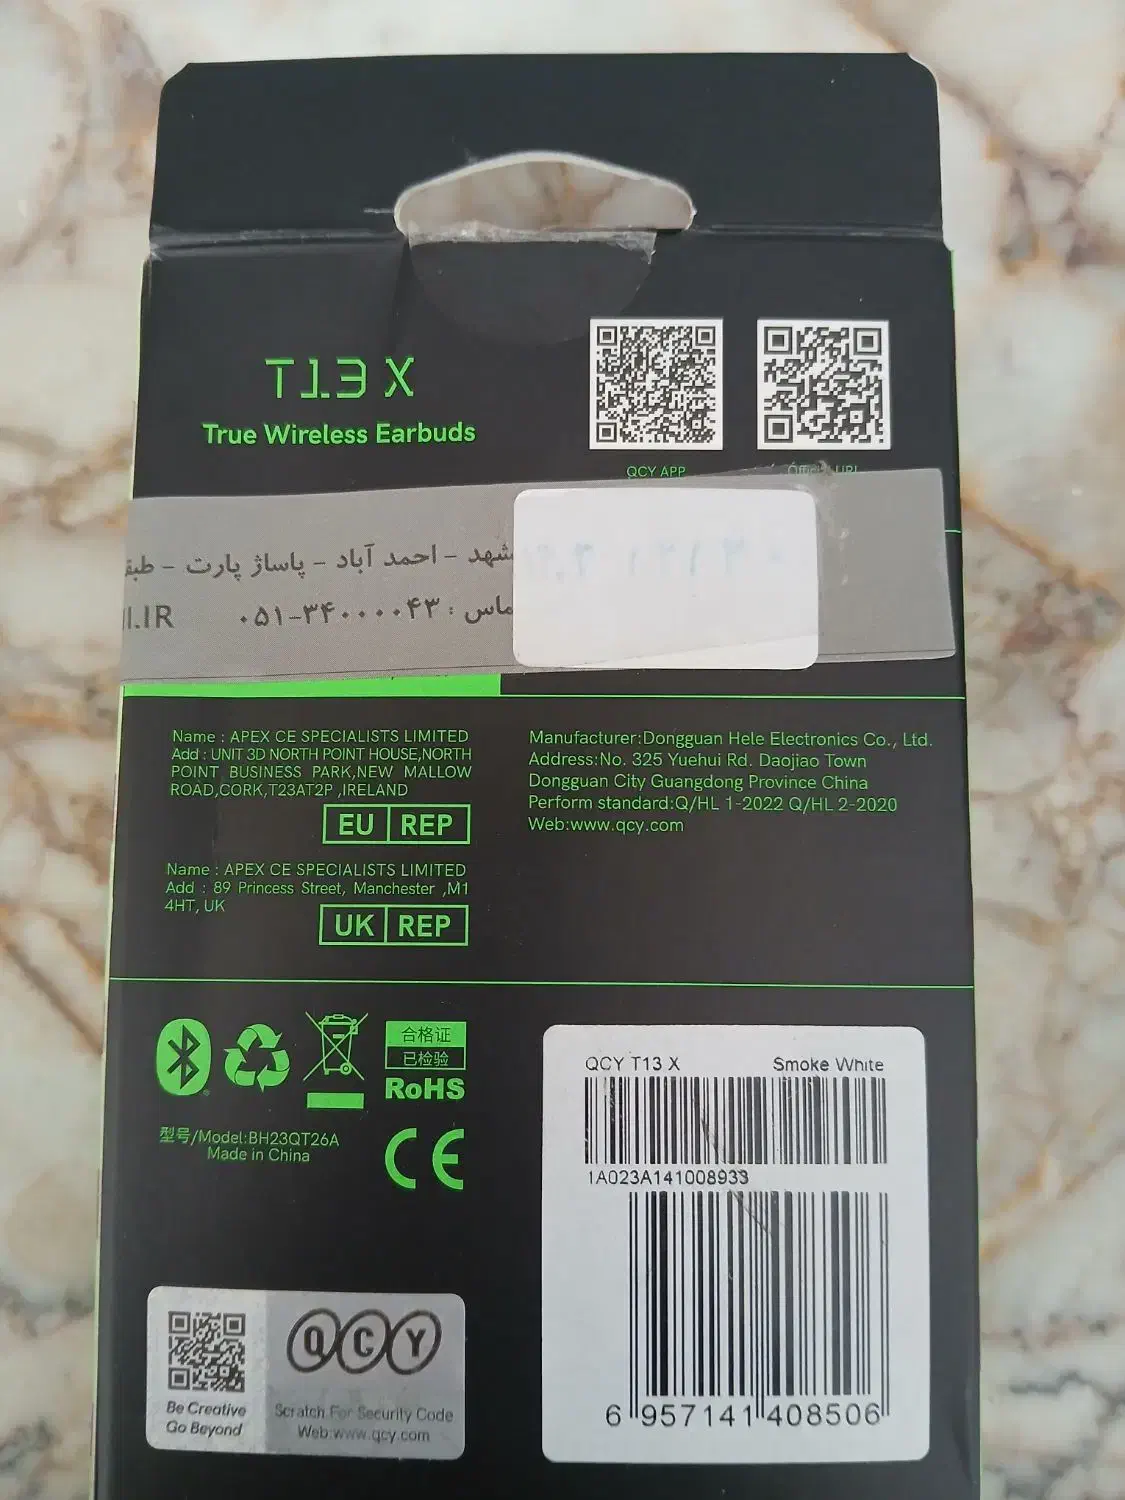 T13 X
True Wireless Earbuds
QCY APP
Official URL
مشهد - احمد آباد - پاساژ پارت -
۰۵۱-۳۴۰۰۰۰۴۳ :
.IR
Name : APEX CE SPECIALISTS LIMITED
Add : UNIT 3D NORTH POINT HOUSE,NORTH
POINT BUSINESS PARK,NEW MALLOW
ROAD,CORK,T23AT2P ,IRELAND
EU REP
Name : APEX CE SPECIALISTS LIMITED
Add : 89 Princess Street, Manchester ,M1
4HT, UK
UK REP
Manufacturer:Dongguan Hele Electronics Co., Ltd.
Address:No. 325 Yuehui Rd. Daojiao Town
Dongguan City Guangdong Province China
Perform standard:Q/HL 1-2022 Q/HL 2-2020
Web:www.qcy.com
合格证
已检验
RoHS
型号/Model:BH23QT26A
Made in China
CE
QCY T13 X Smoke White
1A023A141008933
6 957141 408506
QCY
Be Creative
Go Beyond
Scratch For Security Code
Web:www.qcy.com